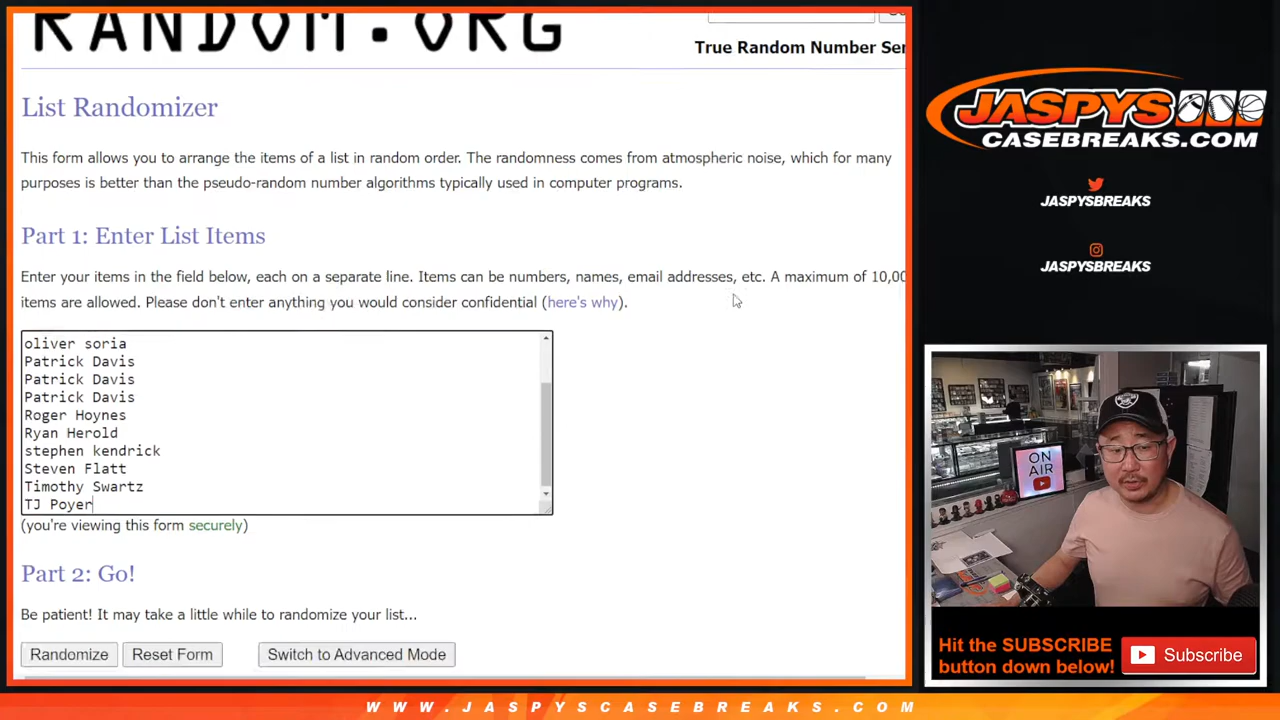 RANDOM.ORG
True Random Number Ser
List Randomizer
This form allows you to arrange the items of a list in random order. The randomness comes from atmospheric noise, which for many
purposes is better than the pseudo-random number algorithms typically used in computer programs.
Part 1: Enter List Items
Enter your items in the field below, each on a separate line. Items can be numbers, names, email addresses, etc. A maximum of 10,00
items are allowed. Please don't enter anything you would consider confidential (here's why).
oliver soria
Patrick Davis
Patrick Davis
Patrick Davis
Roger Hoynes
Ryan Herold
stephen kendrick
Steven Flatt
Timothy Swartz
TJ Poyer
(you're viewing this form securely)
Part 2: Go!
Be patient! It may take a little while to randomize your list...
Randomize Reset Form Switch to Advanced Mode
JASPYS
CASEBREAKS.COM
JASPYSBREAKS
JASPYSBREAKS
ON
AIR
Hit the SUBSCRIBE
button down below!
Subscribe
WWW.JASPYSCASEBREAKS.COM